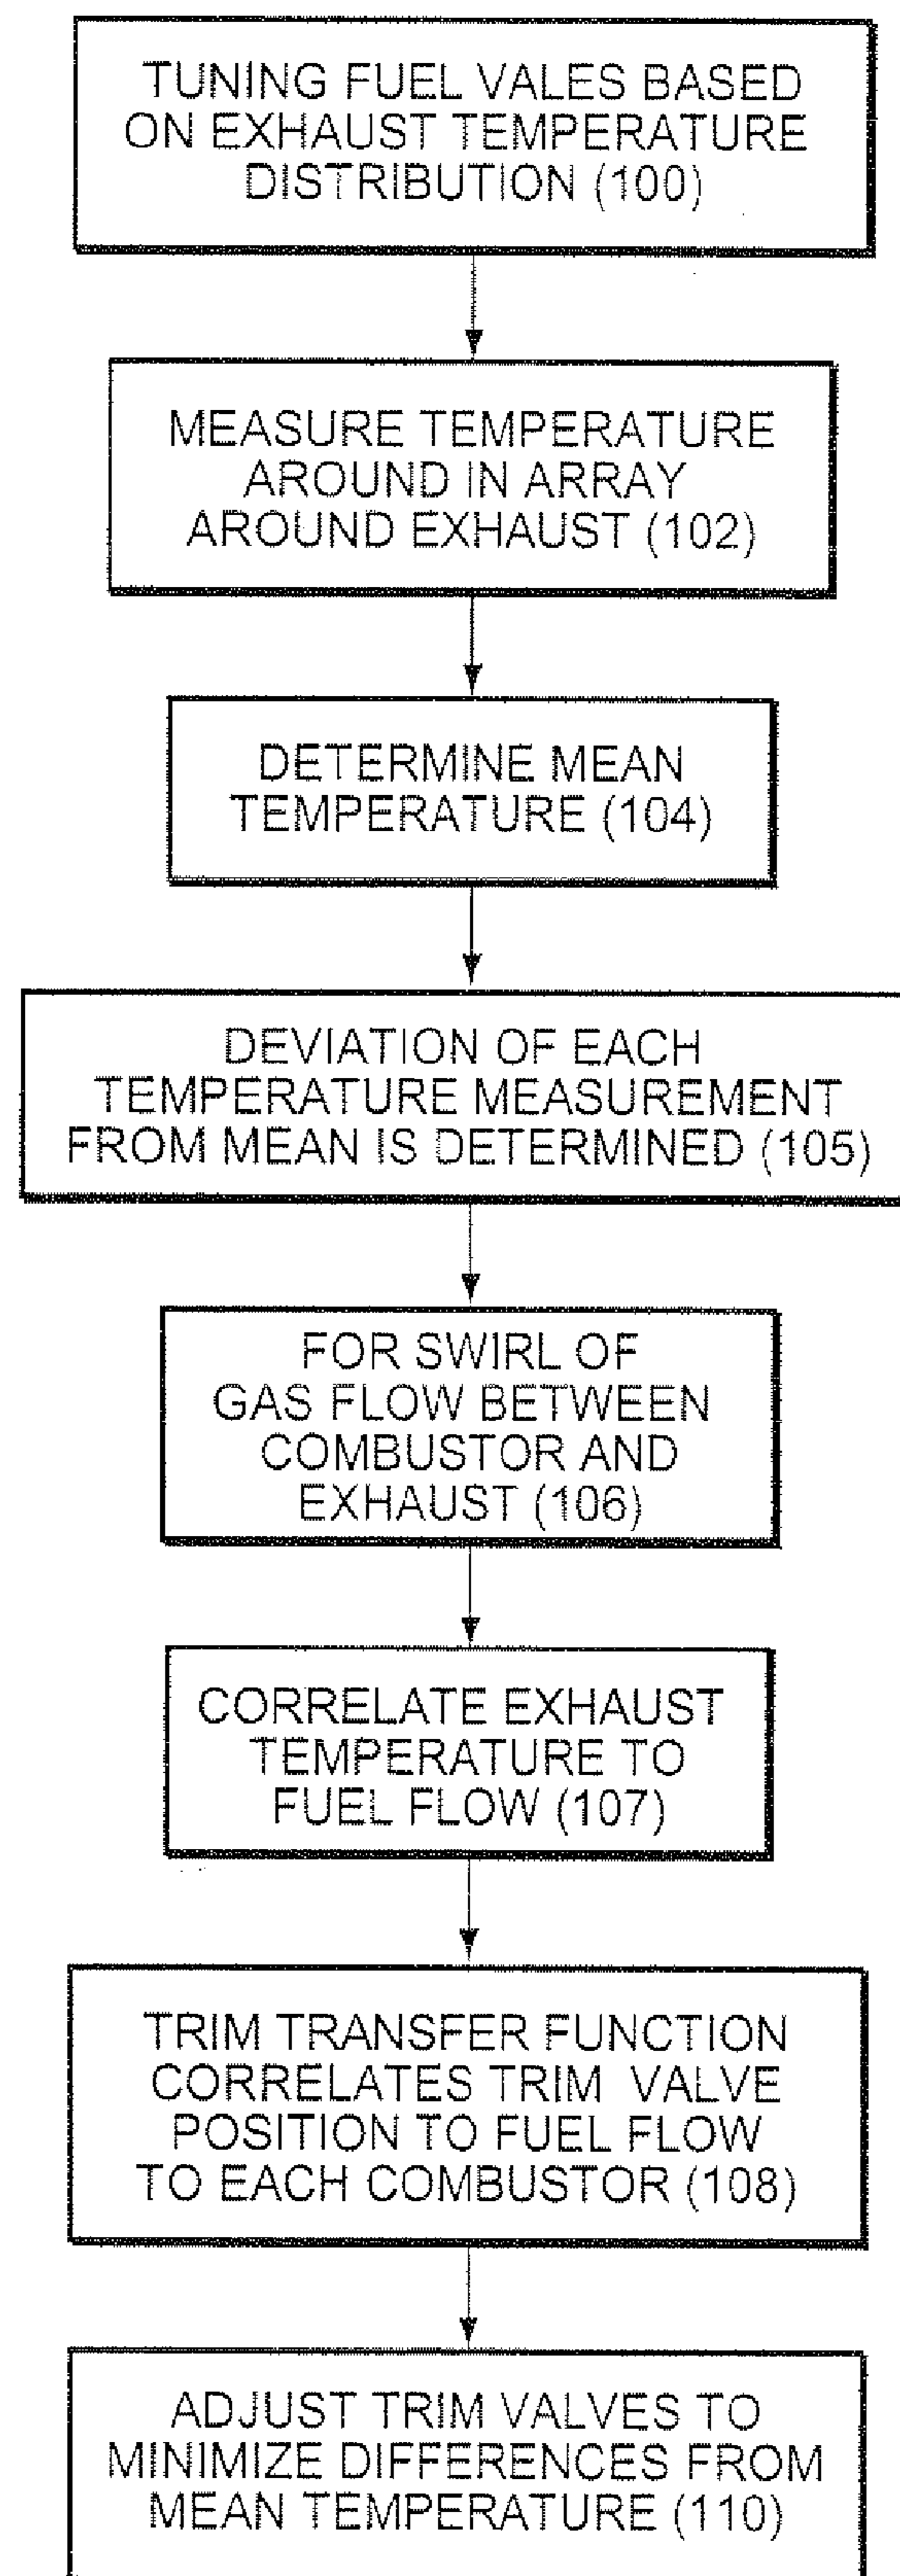 TUNING FUEL VALES BASED
ON EXHAUST TEMPERATURE
DISTRIBUTION (100)
MEASURE TEMPERATURE
AROUND IN ARRAY
AROUND EXHAUST (102)
DETERMINE MEAN
TEMPERATURE (104)
DEVIATION OF EACH
TEMPERATURE MEASUREMENT
FROM MEAN IS DETERMINED (105)
FOR SWIRL OF
GAS FLOW BETWEEN
COMBUSTOR AND
EXHAUST (106)
CORRELATE EXHAUST
TEMPERATURE TO
FUEL FLOW (107)
TRIM TRANSFER FUNCTION
CORRELATES TRIM VALVE
POSITION TO FUEL FLOW
TO EACH COMBUSTOR (108)
ADJUST TRIM VALVES TO
MINIMIZE DIFFERENCES FROM
MEAN TEMPERATURE (110)